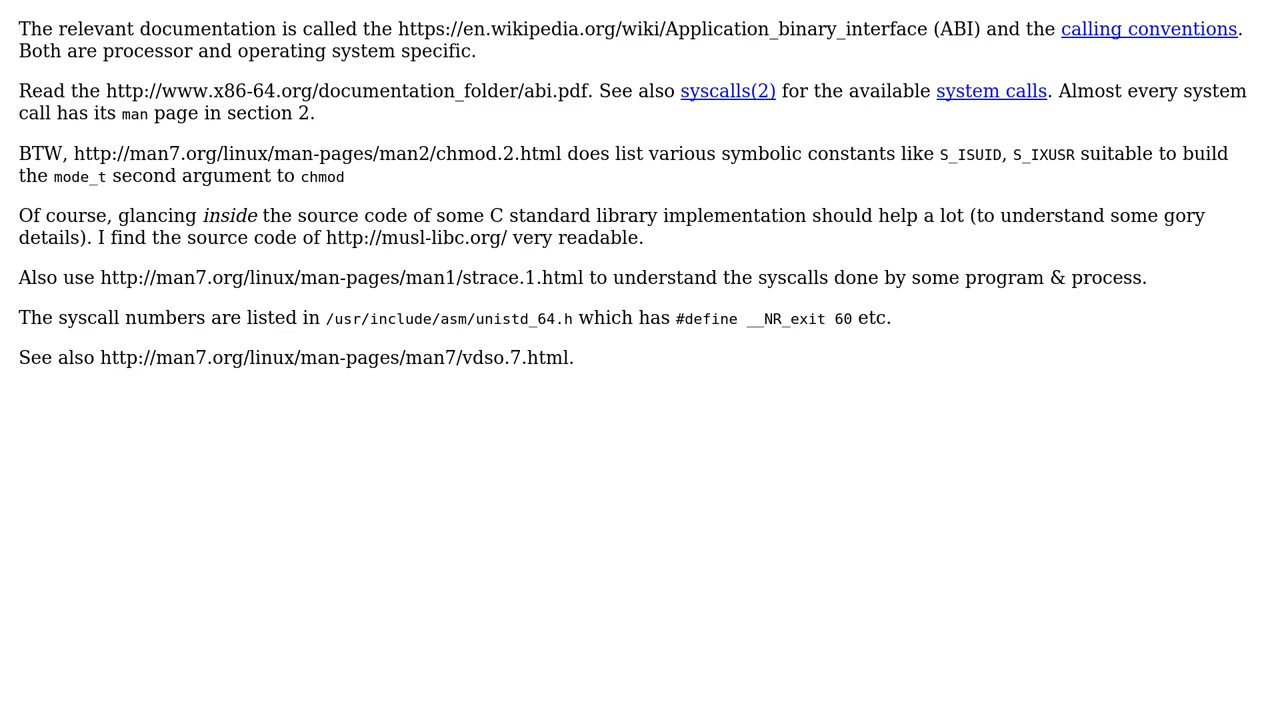 The relevant documentation is called the https://en.wikipedia.org/wiki/Application_binary_interface (ABI) and the calling conventions.
Both are processor and operating system specific.
Read the http://www.x86-64.org/documentation_folder/abi.pdf. See also syscalls(2) for the available system calls. Almost every system
call has its man page in section 2.
BTW, http://man7.org/linux/man-pages/man2/chmod.2.html does list various symbolic constants like S_ISUID, S_IXUSR suitable to build
the mode_t second argument to chmod
Of course, glancing inside the source code of some C standard library implementation should help a lot (to understand some gory
details). I find the source code of http://musl-libc.org/ very readable.
Also use http://man7.org/linux/man-pages/man1/strace.1.html to understand the syscalls done by some program & process.
The syscall numbers are listed in /usr/include/asm/unistd_64.h which has #define __NR_exit 60 etc.
See also http://man7.org/linux/man-pages/man7/vdso.7.html.